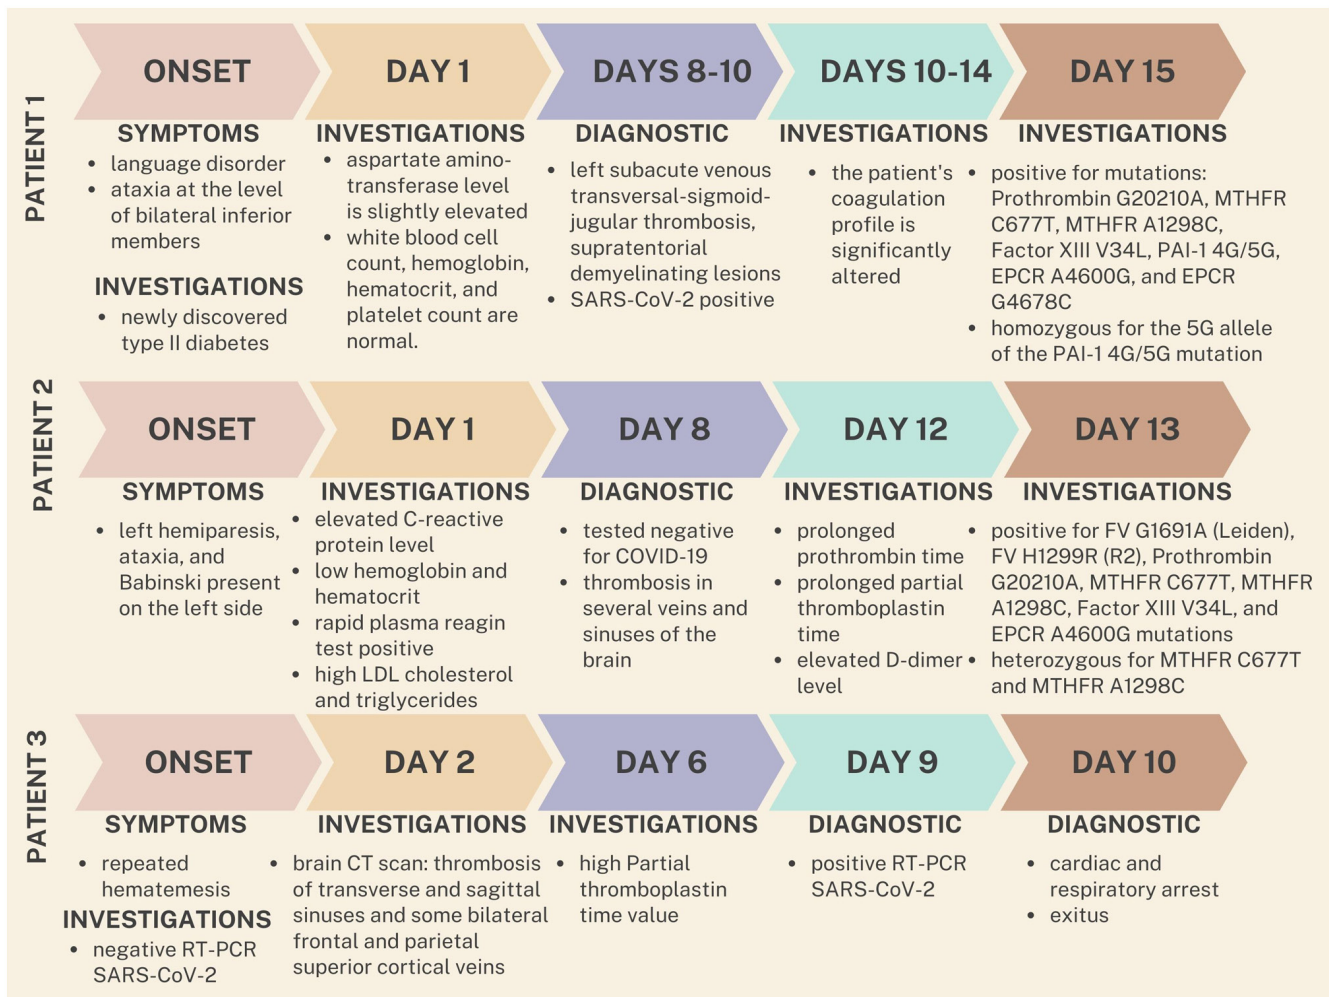 PATIENT 1
ONSET
SYMPTOMS
• language disorder
• ataxia at the level
of bilateral inferior
members
INVESTIGATIONS
• newly discovered
type II diabetes
DAY 1
INVESTIGATIONS
• aspartate amino-
transferase level
is slightly elevated
• white blood cell
count, hemoglobin,
hematocrit, and
platelet count are
normal.
DAYS 8-10
DIAGNOSTIC
• left subacute venous
transversal-sigmoid-
jugular thrombosis,
supratentorial
demyelinating lesions
• SARS-CoV-2 positive
DAYS 10-14
INVESTIGATIONS
• the patient's
coagulation
profile is
significantly
altered
DAY 15
INVESTIGATIONS
• positive for mutations:
Prothrombin G20210A, MTHFR
C677T, MTHFR A1298C,
Factor XIII V34L, PAI-1 4G/5G,
EPCR A4600G, and EPCR
G4678C
• homozygous for the 5G allele
of the PAI-1 4G/5G mutation
PATIENT 2
ONSET
SYMPTOMS
• left hemiparesis,
ataxia, and
Babinski present
on the left side
DAY 1
INVESTIGATIONS
• elevated C-reactive
protein level
• low hemoglobin and
hematocrit
• rapid plasma reagin
test positive
• high LDL cholesterol
and triglycerides
DAY 8
DIAGNOSTIC
• tested negative
for COVID-19
• thrombosis in
several veins and
sinuses of the
brain
DAY 12
INVESTIGATIONS
• prolonged
prothrombin time
• prolonged partial
thromboplastin
time
• elevated D-dimer
level
DAY 13
INVESTIGATIONS
• positive for FV G1691A (Leiden),
FV H1299R (R2), Prothrombin
G20210A, MTHFR C677T, MTHFR
A1298C, Factor XIII V34L, and
EPCR A4600G mutations
• heterozygous for MTHFR C677T
and MTHFR A1298C
PATIENT 3
ONSET
SYMPTOMS
• repeated
hematemesis
INVESTIGATIONS
• negative RT-PCR
SARS-CoV-2
DAY 2
INVESTIGATIONS
• brain CT scan: thrombosis
of transverse and sagittal
sinuses and some bilateral
frontal and parietal
superior cortical veins
DAY 6
INVESTIGATIONS
• high Partial
thromboplastin
time value
DAY 9
DIAGNOSTIC
• positive RT-PCR
SARS-CoV-2
DAY 10
DIAGNOSTIC
• cardiac and
respiratory arrest
• exitus